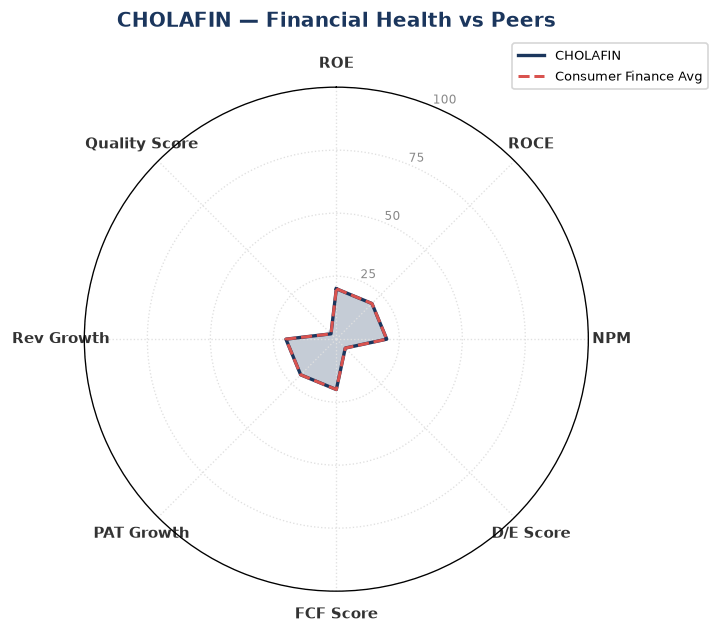 CHOLAFIN — Financial Health vs Peers
CHOLAFIN
Consumer Finance Avg
ROE
100
Quality Score
ROCE
75
50
25
Rev Growth
NPM
PAT Growth
D/E Score
FCF Score